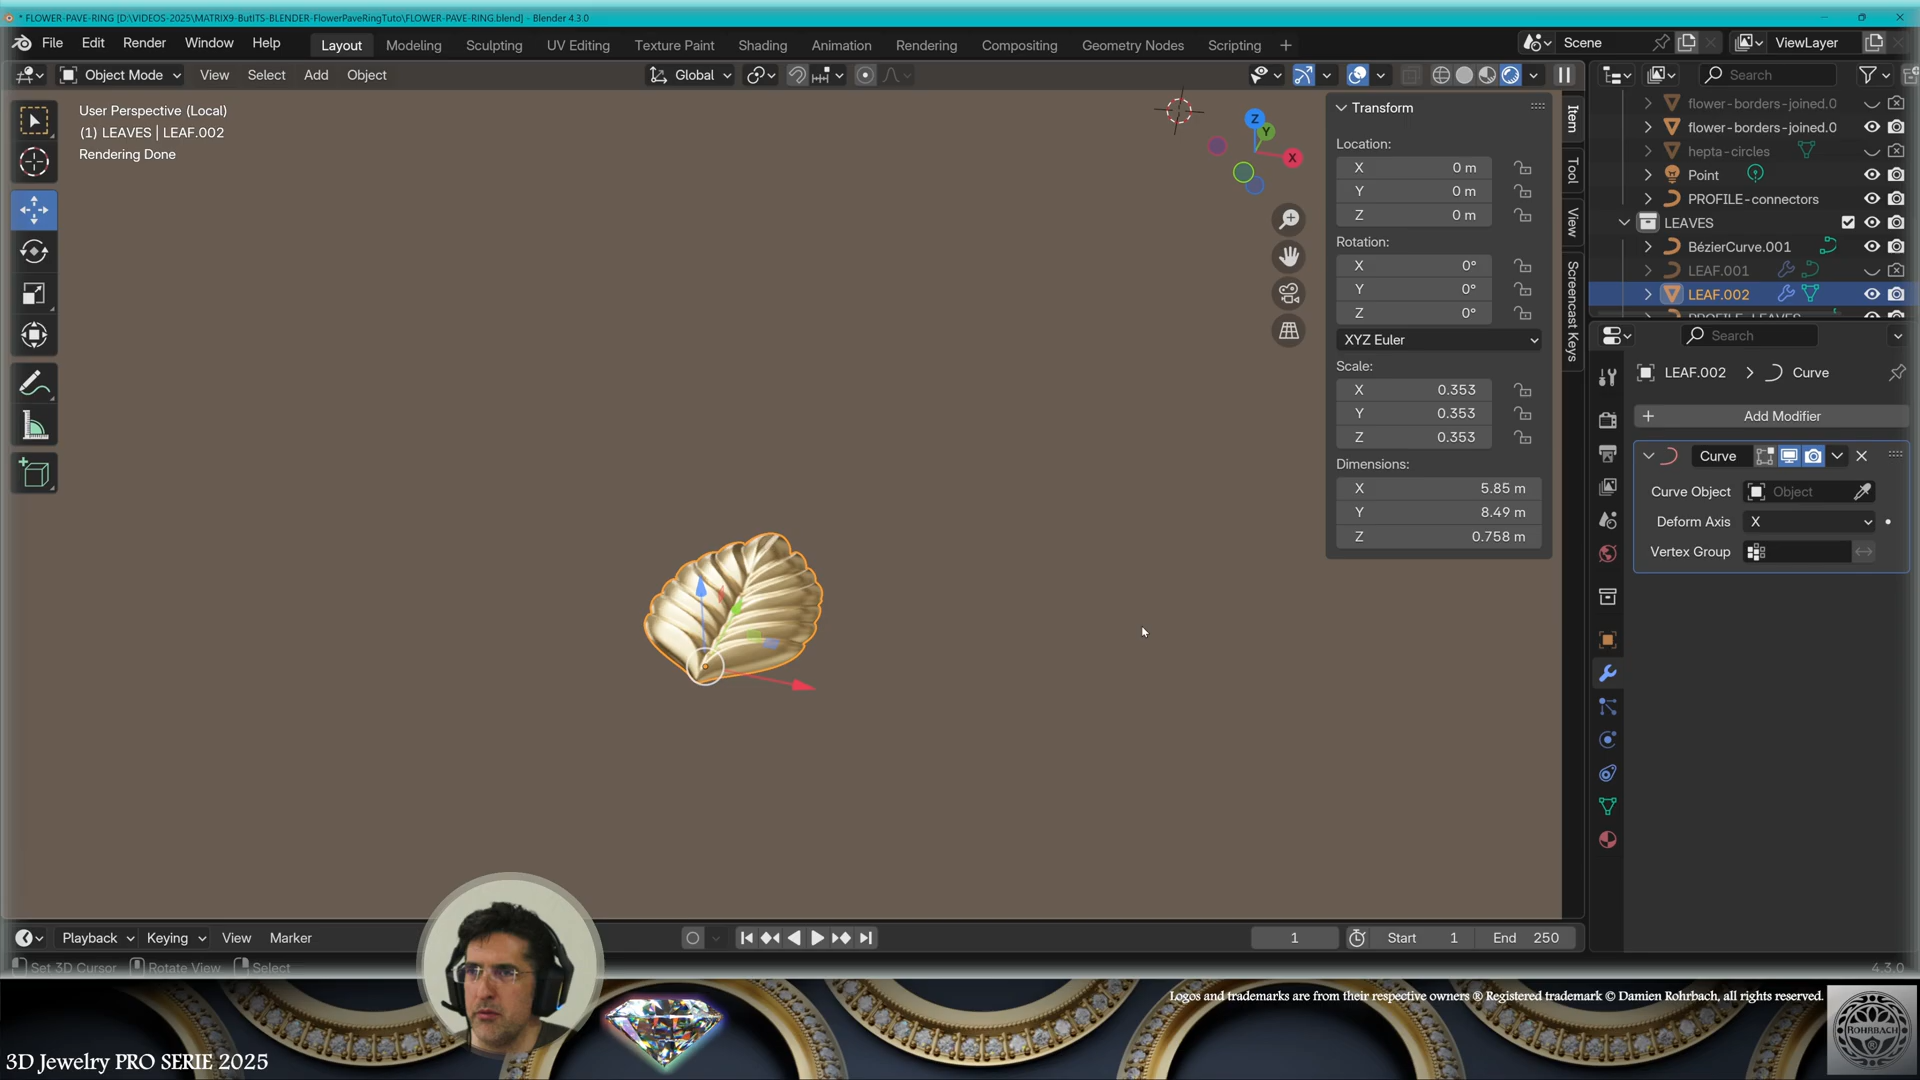 * FLOWER-PAVE-RING [D:\VIDEOS-2025\MATRIX9-ButITS-BLENDER-FlowerPaveRingTuto\FLOWER-PAVE-RING.blend] - Blender 4.3.0
File Edit Render Window Help Layout Modeling Sculpting UV Editing Texture Paint Shading Animation Rendering Compositing Geometry Nodes Scripting + Scene ViewLayer
Object Mode View Select Add Object Global Search
User Perspective (Local)
(1) LEAVES | LEAF.002
Rendering Done
Z
Y
X
Transform
Location:
X 0 m
Y 0 m
Z 0 m
Rotation:
X 0°
Y 0°
Z 0°
XYZ Euler
Scale:
X 0.353
Y 0.353
Z 0.353
Dimensions:
X 5.85 m
Y 8.49 m
Z 0.758 m
Item
Tool
View
Screencast Keys
flower-borders-joined.0
flower-borders-joined.0
hepta-circles
Point
PROFILE-connectors
LEAVES
BézierCurve.001
LEAF.001
LEAF.002
Search
LEAF.002 > Curve
+ Add Modifier
Curve
Curve Object Object
Deform Axis X
Vertex Group
Playback Keying View Marker 1 Start 1 End 250
Set 3D Cursor Rotate View Select 4.3.0
Logos and trademarks are from their respective owners ® Registered trademark © Damien Rohrbach, all rights reserved.
ROHRBACH
3D Jewelry PRO SERIE 2025